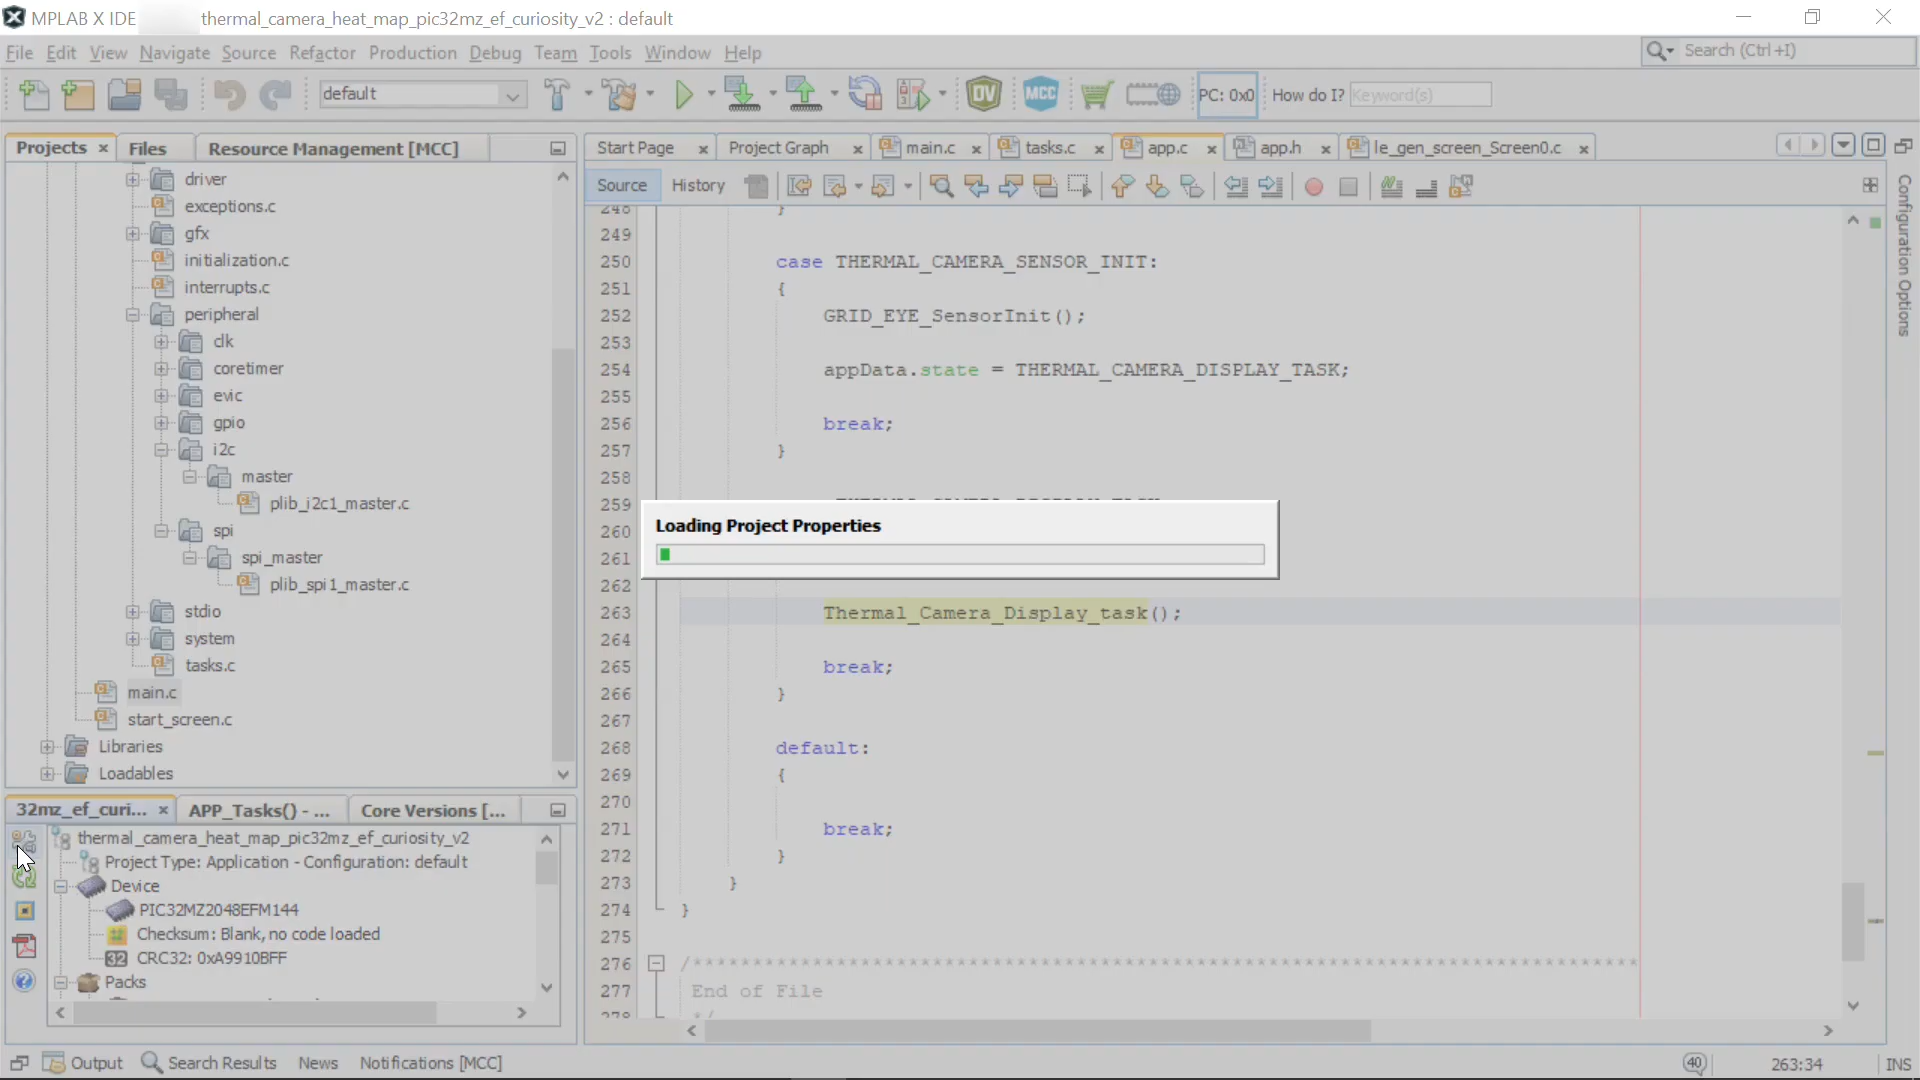 MPLAB X IDE thermal_camera_heat_map_pic32mz_ef_curiosity_v2 : default
File Edit View Navigate Source Refactor Production Debug Team Tools Window Help
Search (Ctrl+I)
default
DV
MCC
PC: 0x0
How do I? Keyword(s)
Projects
Files
Resource Management [MCC]
driver
exceptions.c
gfx
initialization.c
interrupts.c
peripheral
clk
coretimer
evic
gpio
i2c
master
plib_i2c1_master.c
spi
spi_master
plib_spi1_master.c
stdio
system
tasks.c
main.c
start_screen.c
Libraries
Loadables
32mz_ef_curi...
APP_Tasks() - ...
Core Versions [...
thermal_camera_heat_map_pic32mz_ef_curiosity_v2
Project Type: Application - Configuration: default
Device
PIC32MZ2048EFM144
Checksum: Blank, no code loaded
32 CRC32: 0xA9910BFF
Packs
Start Page
Project Graph
main.c
tasks.c
app.c
app.h
le_gen_screen_Screen0.c
Source
History
248 }
249
250 case THERMAL_CAMERA_SENSOR_INIT:
251 {
252 GRID_EYE_SensorInit();
253
254 appData.state = THERMAL_CAMERA_DISPLAY_TASK;
255
256 break;
257 }
258
259
260
261
262
263 Thermal_Camera_Display_task();
264
265 break;
266 }
267
268 default:
269 {
270
271 break;
272 }
273 }
274 }
275
276 /*******************************************************************************
277 End of File
278 */
Loading Project Properties
Configuration Options
Output
Search Results
News
Notifications [MCC]
40
263:34
INS